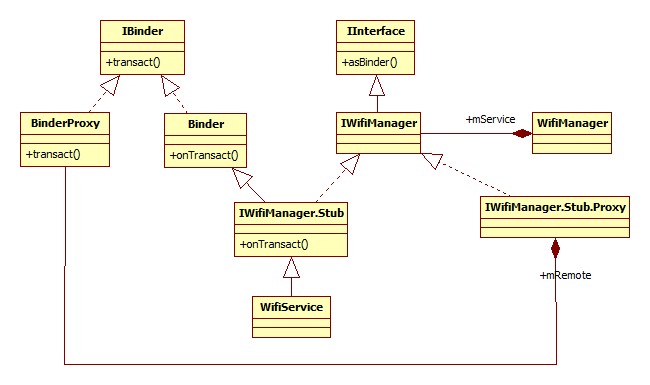 IBinder
+transact()
IInterface
+asBinder()
BinderProxy
+transact()
Binder
+onTransact()
IWifiManager
+mService
WifiManager
IWifiManager.Stub
+onTransact()
IWifiManager.Stub.Proxy
+mRemote
WifiService